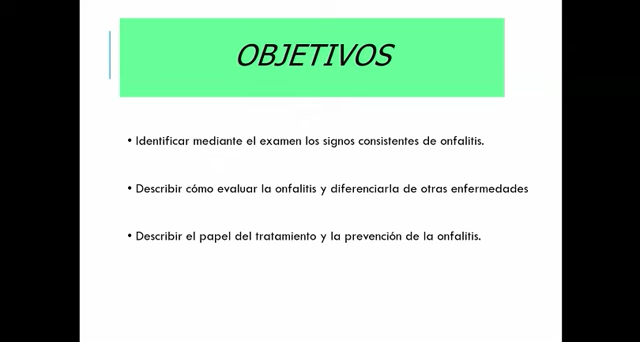 OBJETIVOS
• Identificar mediante el examen los signos consistentes de onfalitis.
• Describir cómo evaluar la onfalitis y diferenciarla de otras enfermedades
• Describir el papel del tratamiento y la prevención de la onfalitis.